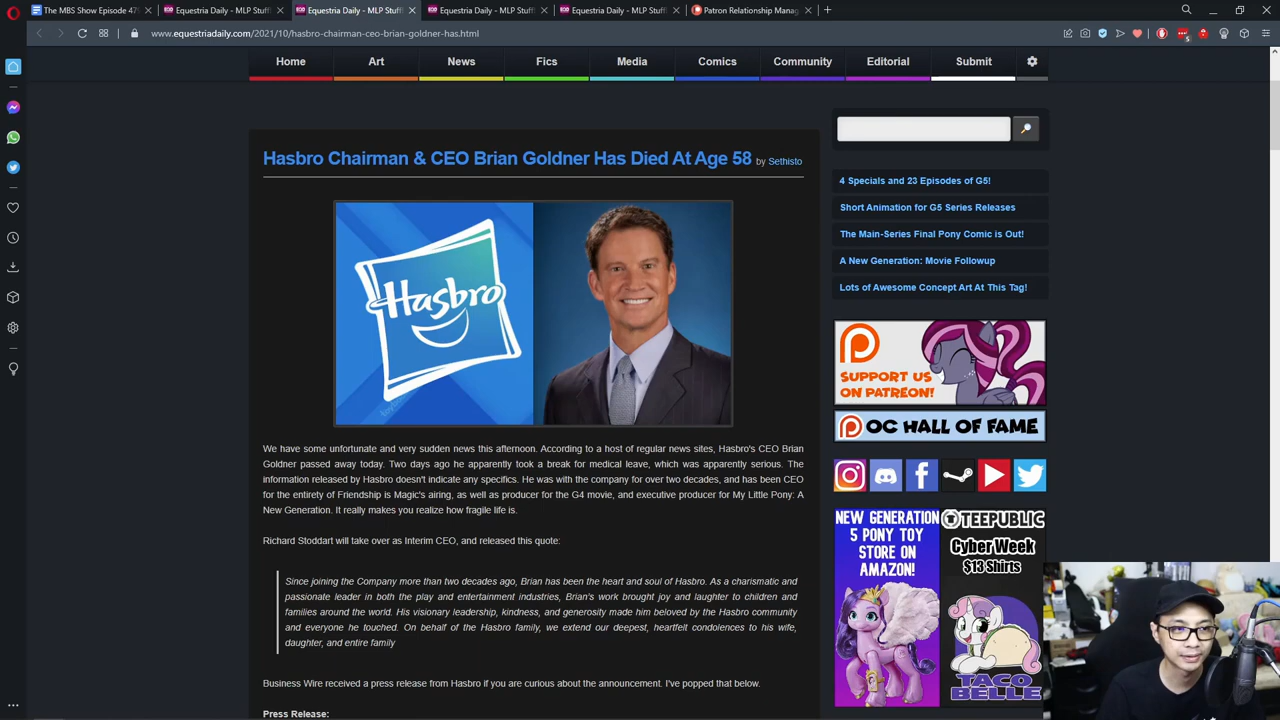 The MBS Show Episode 479
Equestria Daily - MLP Stuff!
Equestria Daily - MLP Stuff!
Equestria Daily - MLP Stuff!
Equestria Daily - MLP Stuff!
Patron Relationship Manag
www.equestriadaily.com/2021/10/hasbro-chairman-ceo-brian-goldner-has.html
5
Home
Art
News
Fics
Media
Comics
Community
Editorial
Submit
Hasbro Chairman & CEO Brian Goldner Has Died At Age 58 by Sethisto
Hasbro
We have some unfortunate and very sudden news this afternoon. According to a host of regular news sites, Hasbro's CEO Brian
Goldner passed away today. Two days ago he apparently took a break for medical leave, which was apparently serious. The
information released by Hasbro doesn't indicate any specifics. He was with the company for over two decades, and has been CEO
for the entirety of Friendship is Magic's airing, as well as producer for the G4 movie, and executive producer for My Little Pony: A
New Generation. It really makes you realize how fragile life is.
Richard Stoddart will take over as Interim CEO, and released this quote:
Since joining the Company more than two decades ago, Brian has been the heart and soul of Hasbro. As a charismatic and
passionate leader in both the play and entertainment industries, Brian's work brought joy and laughter to children and
families around the world. His visionary leadership, kindness, and generosity made him beloved by the Hasbro community
and everyone he touched. On behalf of the Hasbro family, we extend our deepest, heartfelt condolences to his wife,
daughter, and entire family
Business Wire received a press release from Hasbro if you are curious about the announcement. I've popped that below.
Press Release:
4 Specials and 23 Episodes of G5!
Short Animation for G5 Series Releases
The Main-Series Final Pony Comic is Out!
A New Generation: Movie Followup
Lots of Awesome Concept Art At This Tag!
SUPPORT US
ON PATREON!
OC HALL OF FAME
NEW GENERATION
5 PONY TOY
STORE ON
AMAZON!
TEEPUBLIC
Cyber Week
$13 Shirts
TACO
BELLE